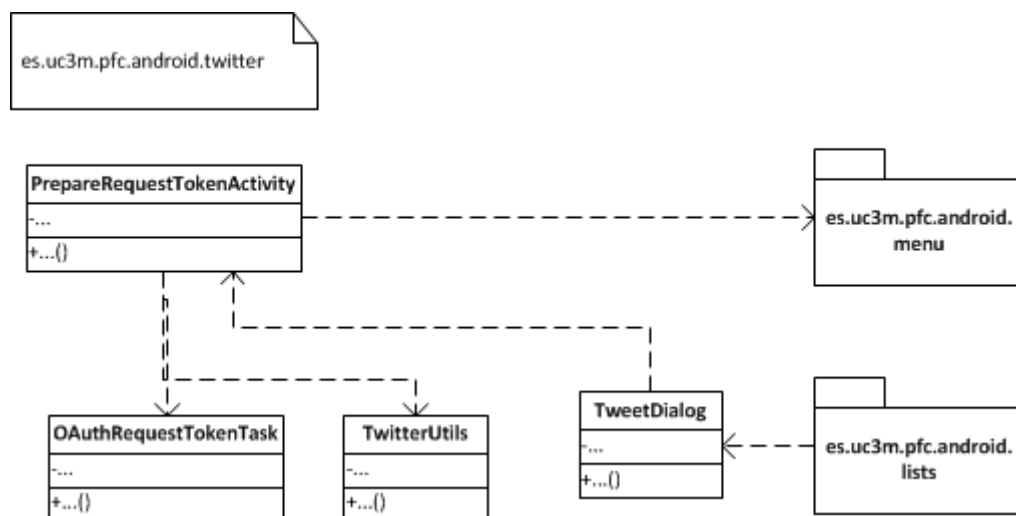 es.uc3m.pfc.android.twitter
PrepareRequestTokenActivity
-...
+...()
es.uc3m.pfc.android.
menu
OAuthRequestTokenTask
-...
+...()
TwitterUtils
-...
+...()
TweetDialog
-...
+...()
es.uc3m.pfc.android.
lists